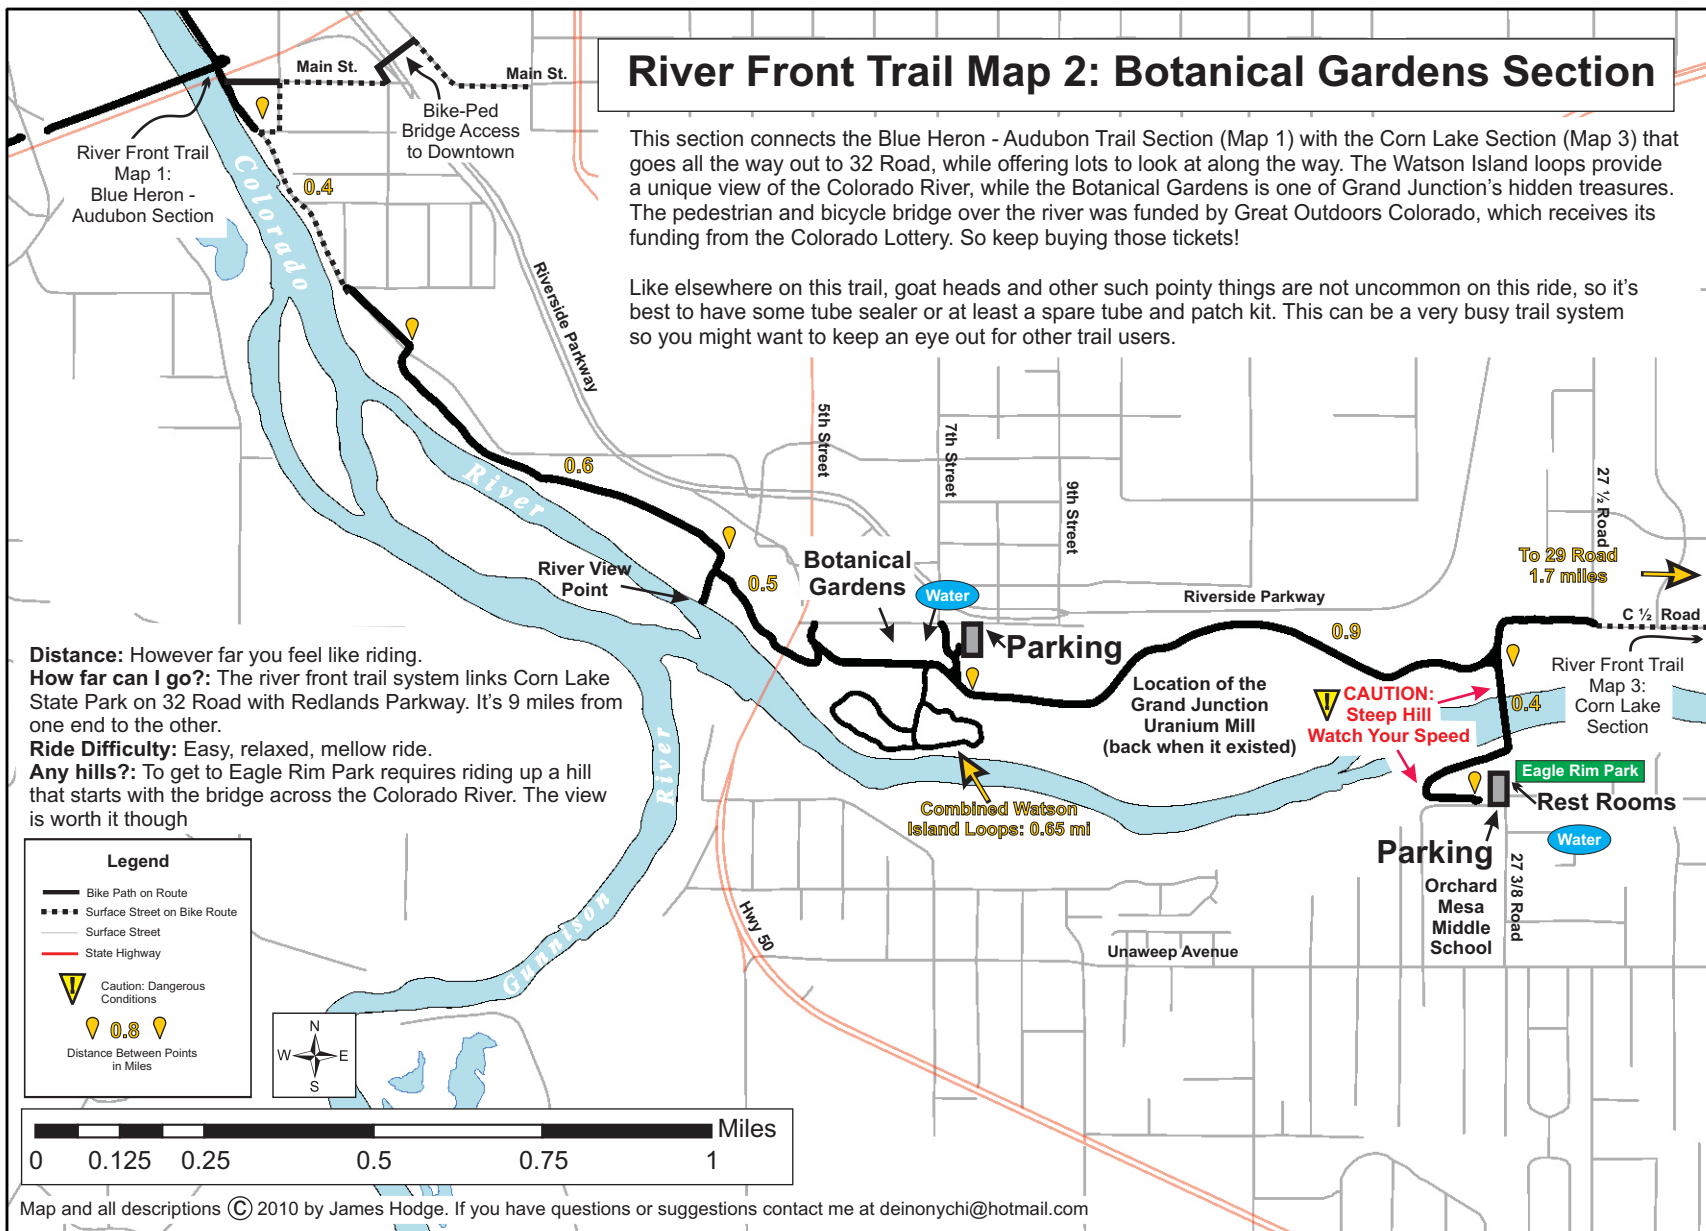 River Front Trail Map 2: Botanical Gardens Section
This section connects the Blue Heron - Audubon Trail Section (Map 1) with the Corn Lake Section (Map 3) that
goes all the way out to 32 Road, while offering lots to look at along the way. The Watson Island loops provide
a unique view of the Colorado River, while the Botanical Gardens is one of Grand Junction's hidden treasures.
The pedestrian and bicycle bridge over the river was funded by Great Outdoors Colorado, which receives its
funding from the Colorado Lottery. So keep buying those tickets!
Like elsewhere on this trail, goat heads and other such pointy things are not uncommon on this ride, so it's
best to have some tube sealer or at least a spare tube and patch kit. This can be a very busy trail system
so you might want to keep an eye out for other trail users.
Main St.
Main St.
Bike-Ped
Bridge Access
to Downtown
River Front Trail
Map 1:
Blue Heron -
Audubon Section
Colorado
0.4
Riverside Parkway
River
0.6
5th Street
7th Street
9th Street
27 ½ Road
River View
Point
0.5
Botanical
Gardens
Water
Parking
Riverside Parkway
0.9
To 29 Road
1.7 miles
C ½ Road
River Front Trail
Map 3:
Corn Lake
Section
Location of the
Grand Junction
Uranium Mill
(back when it existed)
!
CAUTION:
Steep Hill
Watch Your Speed
0.4
Eagle Rim Park
Rest Rooms
Water
Parking
Orchard
Mesa
Middle
School
27 3/8 Road
Combined Watson
Island Loops: 0.65 mi
Hwy 50
Unaweep Avenue
Gunnison
River
Distance: However far you feel like riding.
How far can I go?: The river front trail system links Corn Lake
State Park on 32 Road with Redlands Parkway. It's 9 miles from
one end to the other.
Ride Difficulty: Easy, relaxed, mellow ride.
Any hills?: To get to Eagle Rim Park requires riding up a hill
that starts with the bridge across the Colorado River. The view
is worth it though
Legend
Bike Path on Route
Surface Street on Bike Route
Surface Street
State Highway
!
Caution: Dangerous
Conditions
0.8
Distance Between Points
in Miles
N
W E
S
Miles
0 0.125 0.25 0.5 0.75 1
Map and all descriptions © 2010 by James Hodge. If you have questions or suggestions contact me at deinonychi@hotmail.com